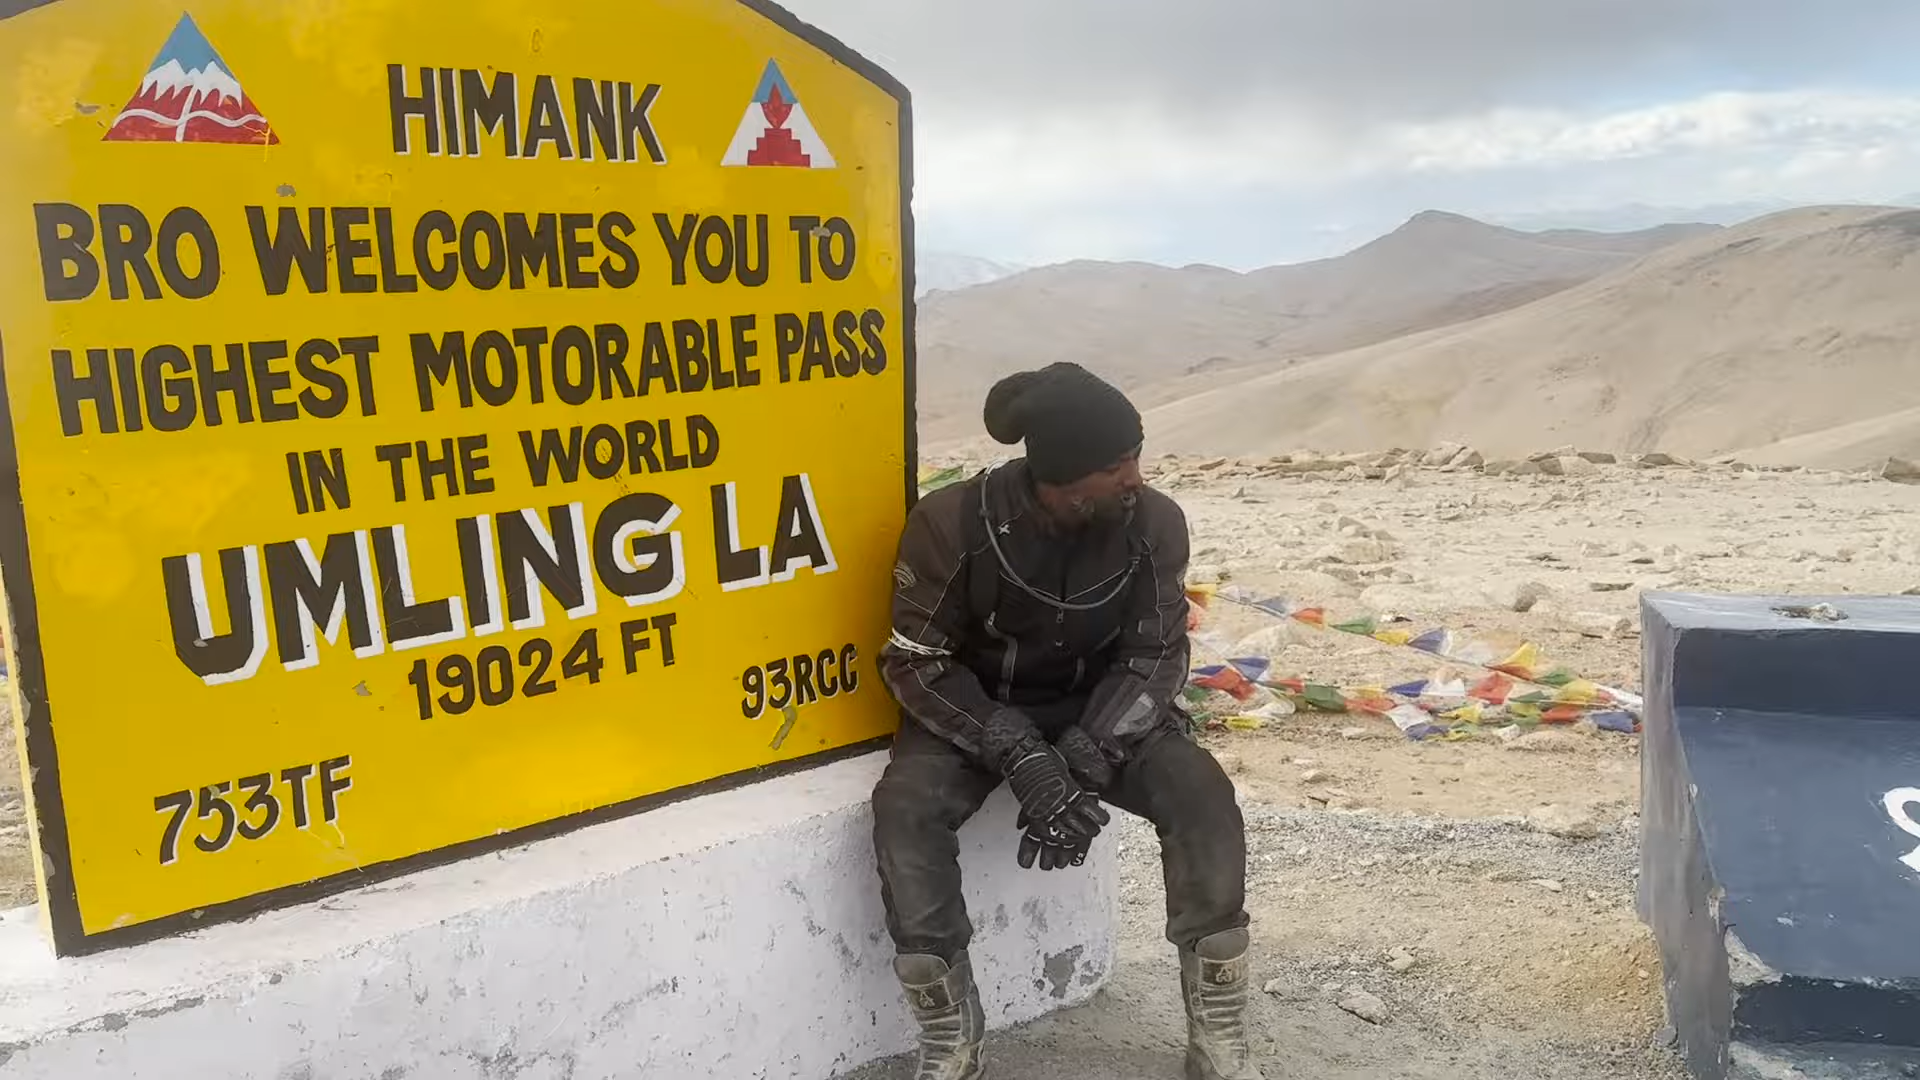 HIMANK
BRO WELCOMES YOU TO
HIGHEST MOTORABLE PASS
IN THE WORLD
UMLING LA
19024 FT
93RCC
753TF